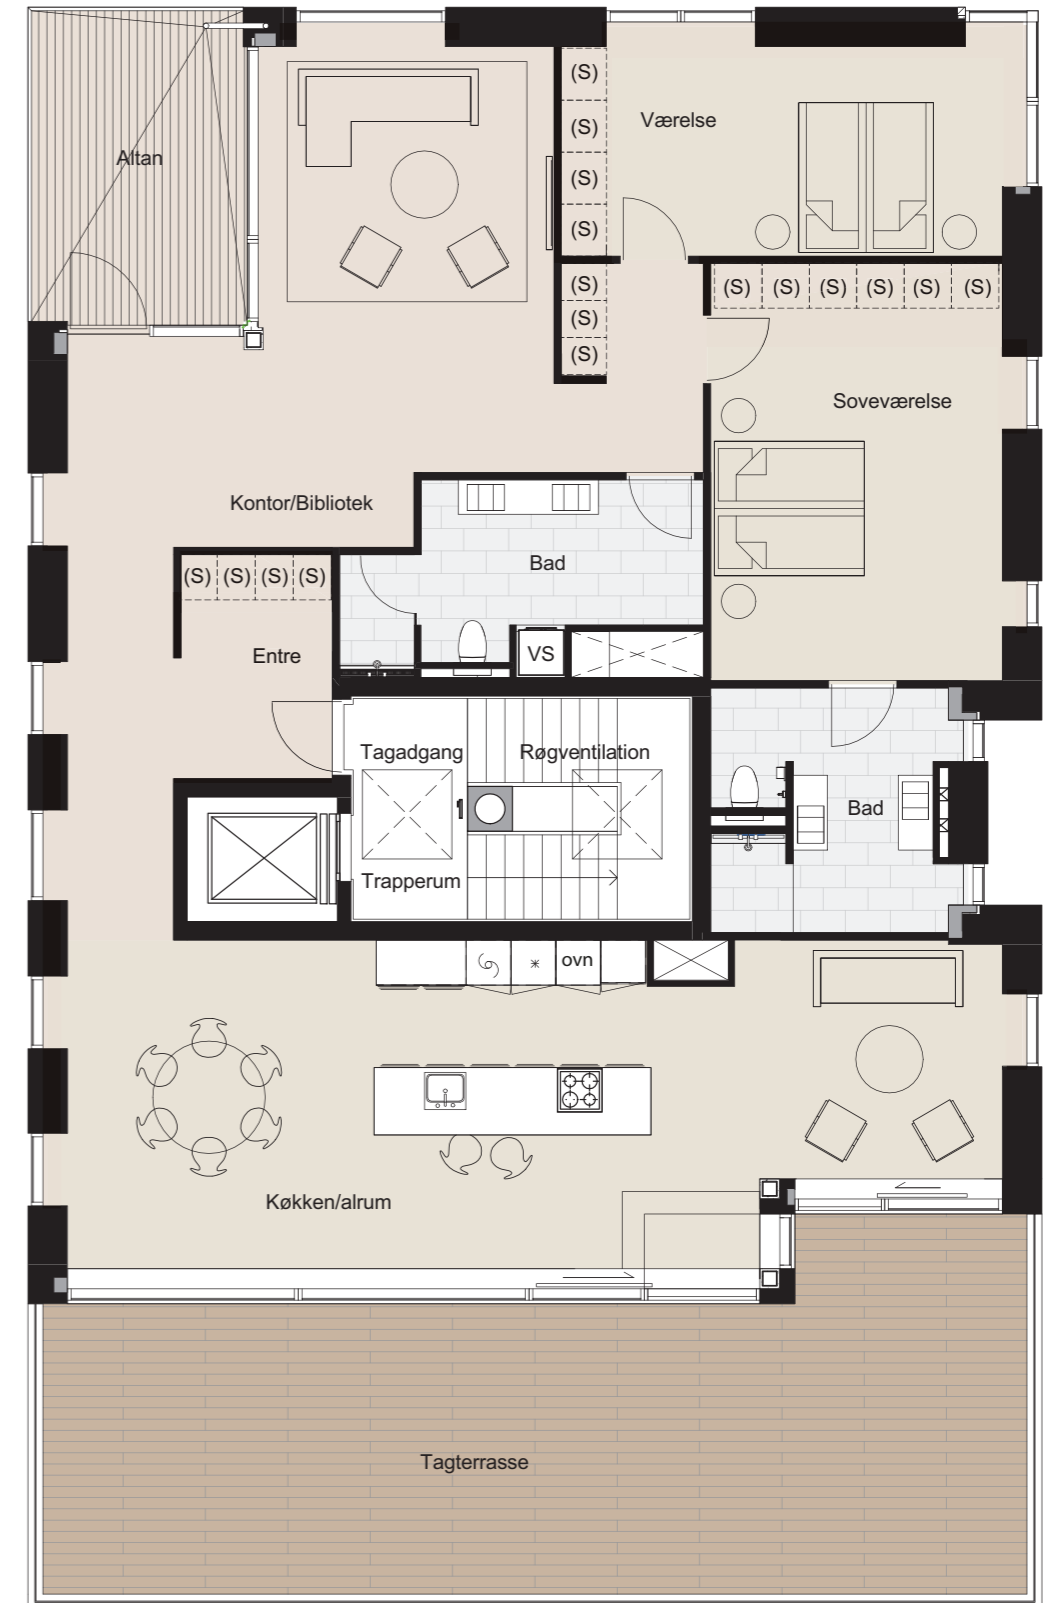 (S)
(S)
Værelse
Altan
(S)
(S)
(S) (S) (S) (S) (S) (S) (S)
(S)
(S)
Soveværelse
Kontor/Bibliotek
Bad
(S) (S) (S) (S)
Entre
VS
Tagadgang
Røgventilation
Bad
Trapperum
ovn
Køkken/alrum
Tagterrasse